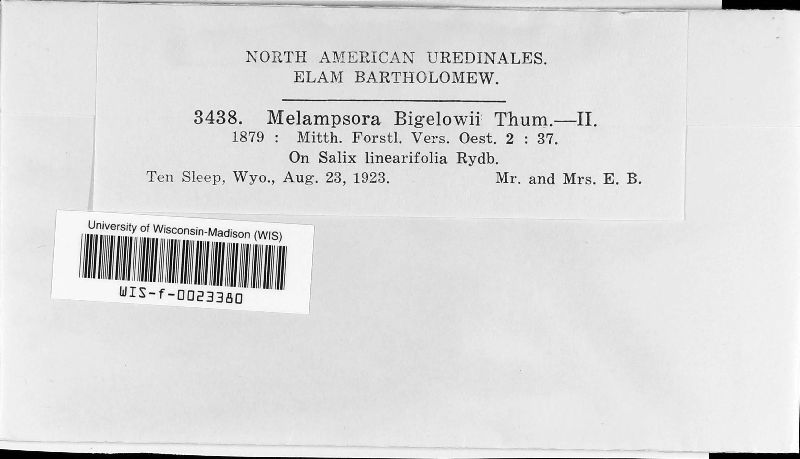 NORTH AMERICAN UREDINALES.
ELAM BARTHOLOMEW.
3438. Melampsora Bigelowii Thum.—II.
1879 : Mitth. Forstl. Vers. Oest. 2 : 37.
On Salix linearifolia Rydb.
Ten Sleep, Wyo., Aug. 23, 1923. Mr. and Mrs. E. B.
University of Wisconsin-Madison (WIS)
WIS-f-0023380